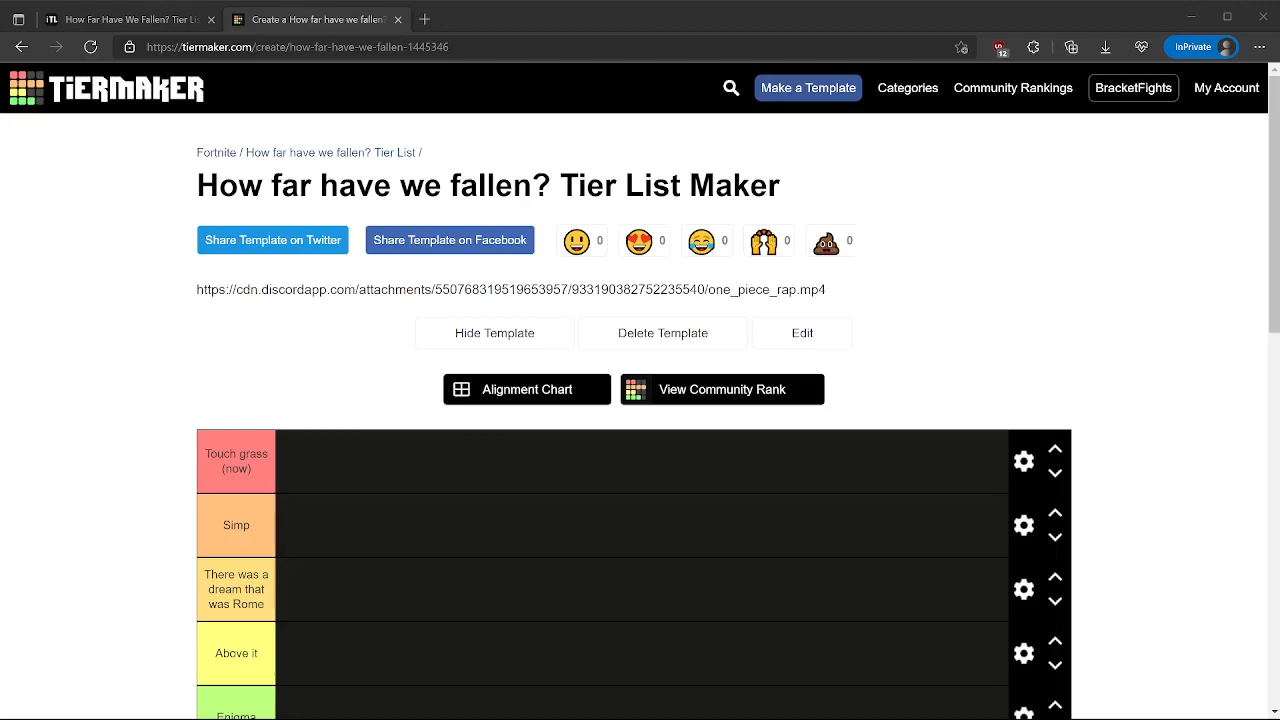 How Far Have We Fallen? Tier Lis
Create a How far have we fallen?
https://tiermaker.com/create/how-far-have-we-fallen-1445346
12
InPrivate
TiERMAKER
Make a Template
Categories
Community Rankings
BracketFights
My Account
Fortnite / How far have we fallen? Tier List /
How far have we fallen? Tier List Maker
Share Template on Twitter
Share Template on Facebook
0
0
0
0
0
https://cdn.discordapp.com/attachments/550768319519653957/933190382752235540/one_piece_rap.mp4
Hide Template
Delete Template
Edit
Alignment Chart
View Community Rank
Touch grass
(now)
Simp
There was a
dream that
was Rome
Above it
Enigma